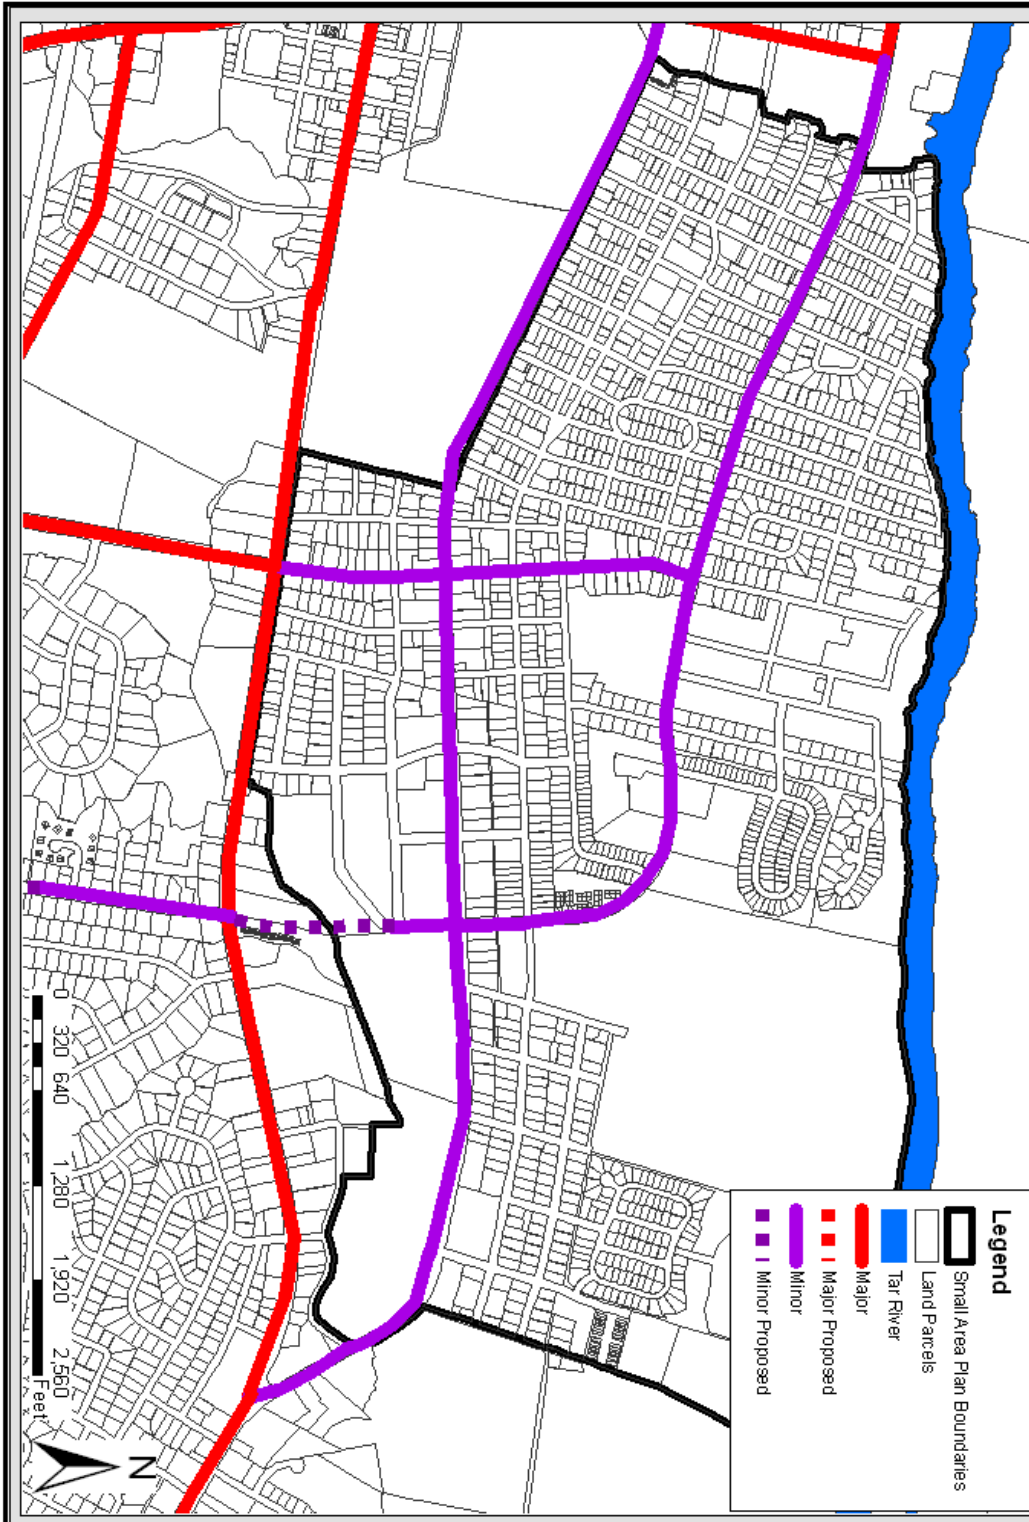 Legend
Small Area Plan Boundaries
Land Parcels
Tar River
Major
Major Proposed
Minor
Minor Proposed
0 320 640 1,280 1,920 2,560
Feet
N